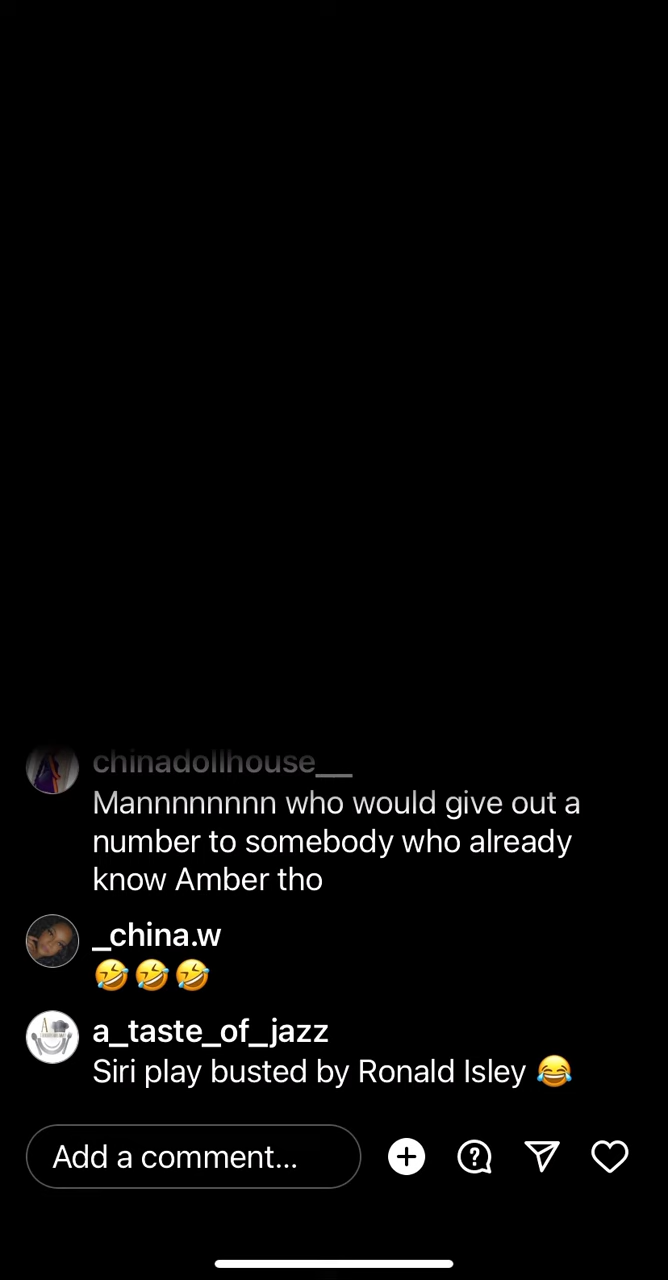 chinadollhouse__
Mannnnnnnn who would give out a
number to somebody who already
know Amber tho
_china.w
🤣🤣🤣
a_taste_of_jazz
Siri play busted by Ronald Isley 😂
Add a comment...